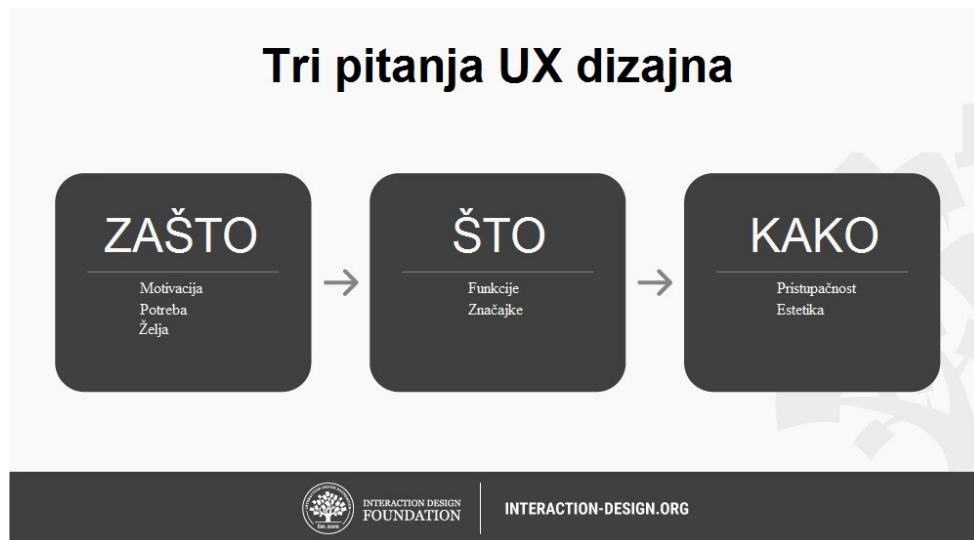 Tri pitanja UX dizajna
ZAŠTO
Motivacija
Potreba
Želja
ŠTO
Funkcije
Značajke
KAKO
Pristupačnost
Estetika
INTERACTION DESIGN
FOUNDATION
INTERACTION-DESIGN.ORG